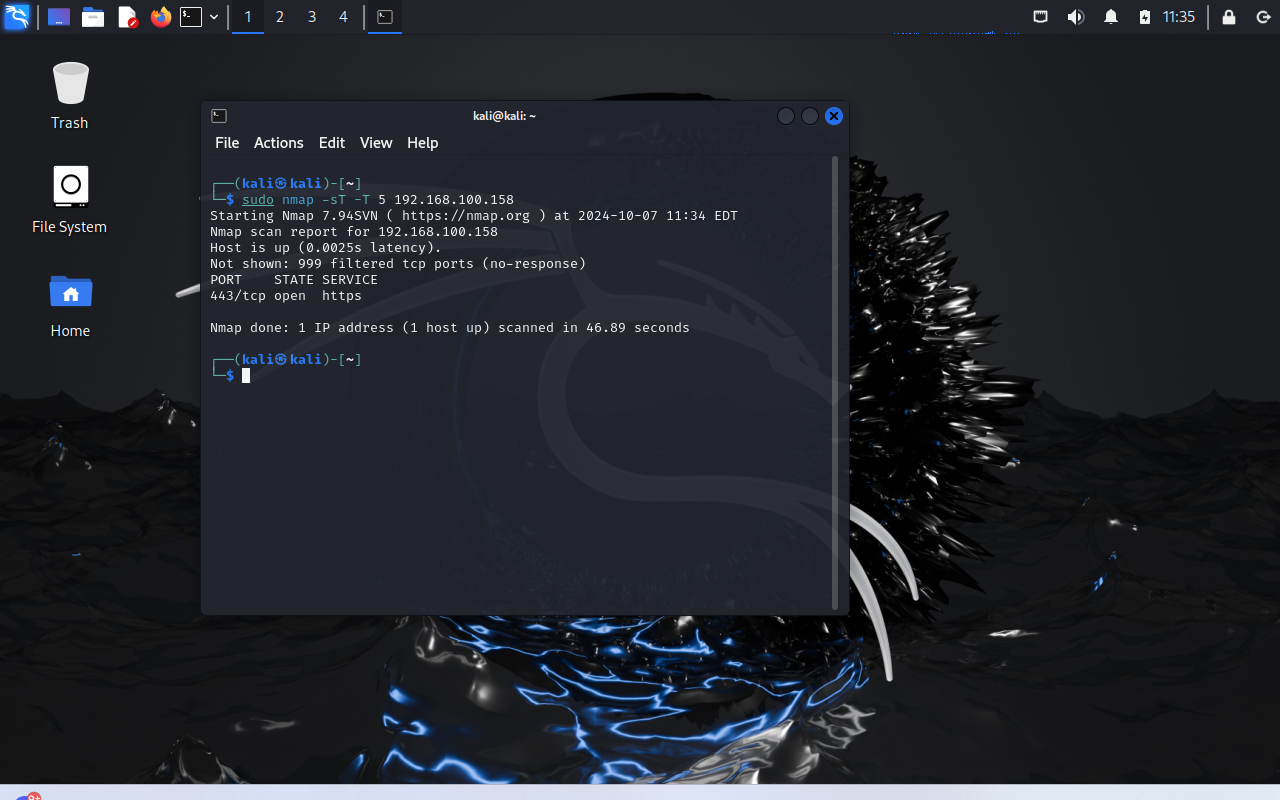 1 2 3 4
11:35
Trash
File System
Home
kali@kali: ~
File Actions Edit View Help
┌──(kali㉿kali)-[~]
└─$ sudo nmap -sT -T 5 192.168.100.158
Starting Nmap 7.94SVN ( https://nmap.org ) at 2024-10-07 11:34 EDT
Nmap scan report for 192.168.100.158
Host is up (0.0025s latency).
Not shown: 999 filtered tcp ports (no-response)
PORT    STATE SERVICE
443/tcp open  https
Nmap done: 1 IP address (1 host up) scanned in 46.89 seconds
┌──(kali㉿kali)-[~]
└─$
9+